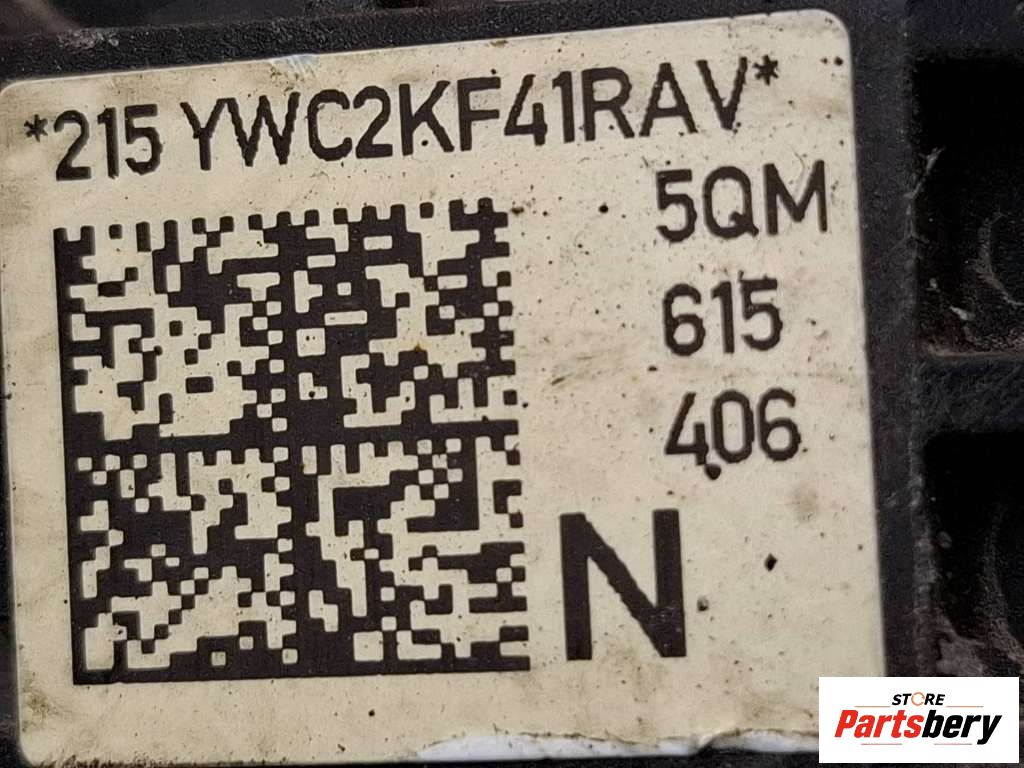 *215 YWC2KF41RAV*
5QM
615
406
N
STORE
Partsbery